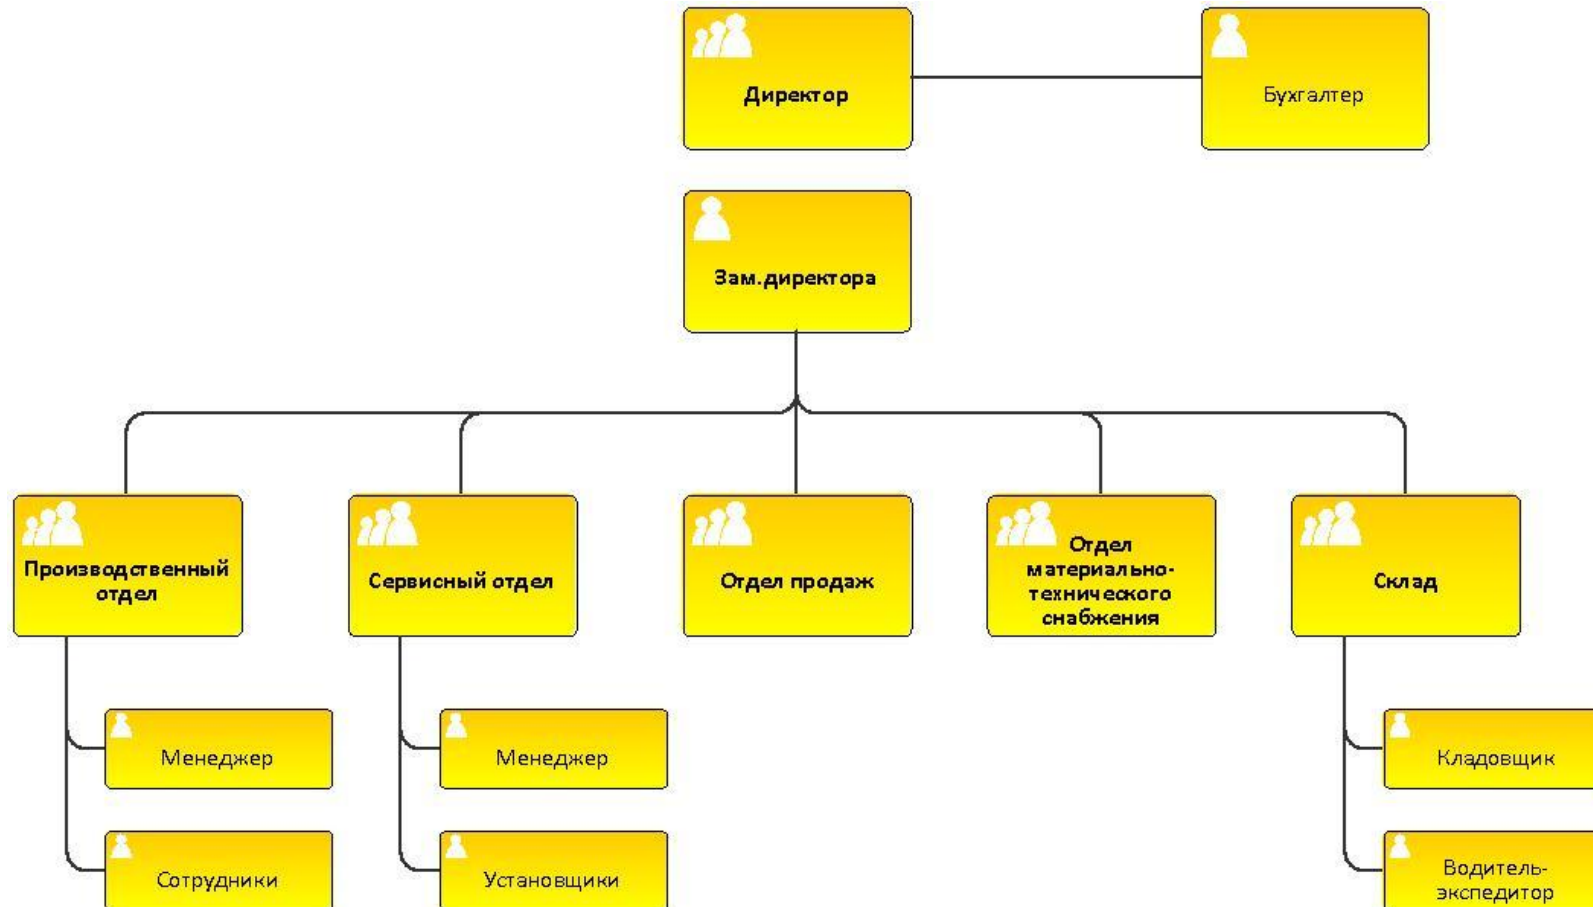 Директор
Бухгалтер
Зам.директора
Производственный
отдел
Сервисный отдел
Отдел продаж
Отдел
материально-
технического
снабжения
Склад
Менеджер
Менеджер
Кладовщик
Сотрудники
Установщики
Водитель-
экспедитор